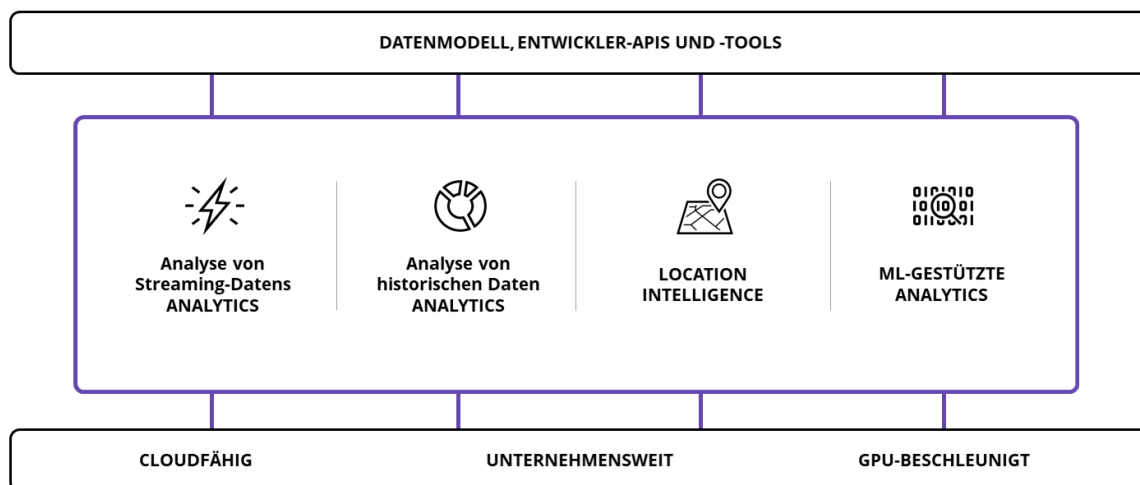 DATENMODELL, ENTWICKLER-APIS UND -TOOLS
Analyse von
Streaming-Datens
ANALYTICS
Analyse von
historischen Daten
ANALYTICS
LOCATION
INTELLIGENCE
ML-GESTÜTZTE
ANALYTICS
CLOUDFÄHIG
UNTERNEHMENSWEIT
GPU-BESCHLEUNIGT